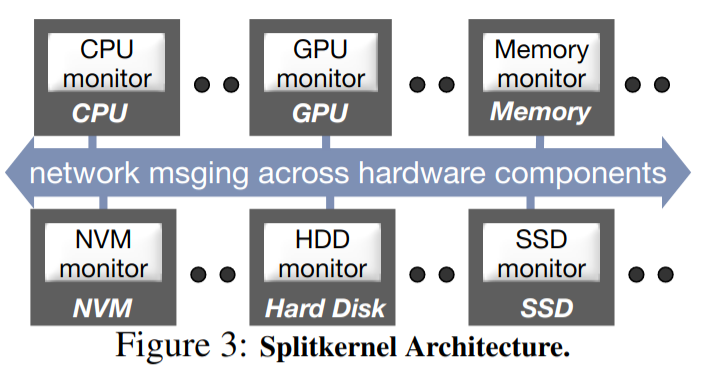 CPU
monitor
CPU
GPU
monitor
GPU
Memory
monitor
Memory
network msging across hardware components
NVM
monitor
NVM
HDD
monitor
Hard Disk
SSD
monitor
SSD
Figure 3: Splitkernel Architecture.